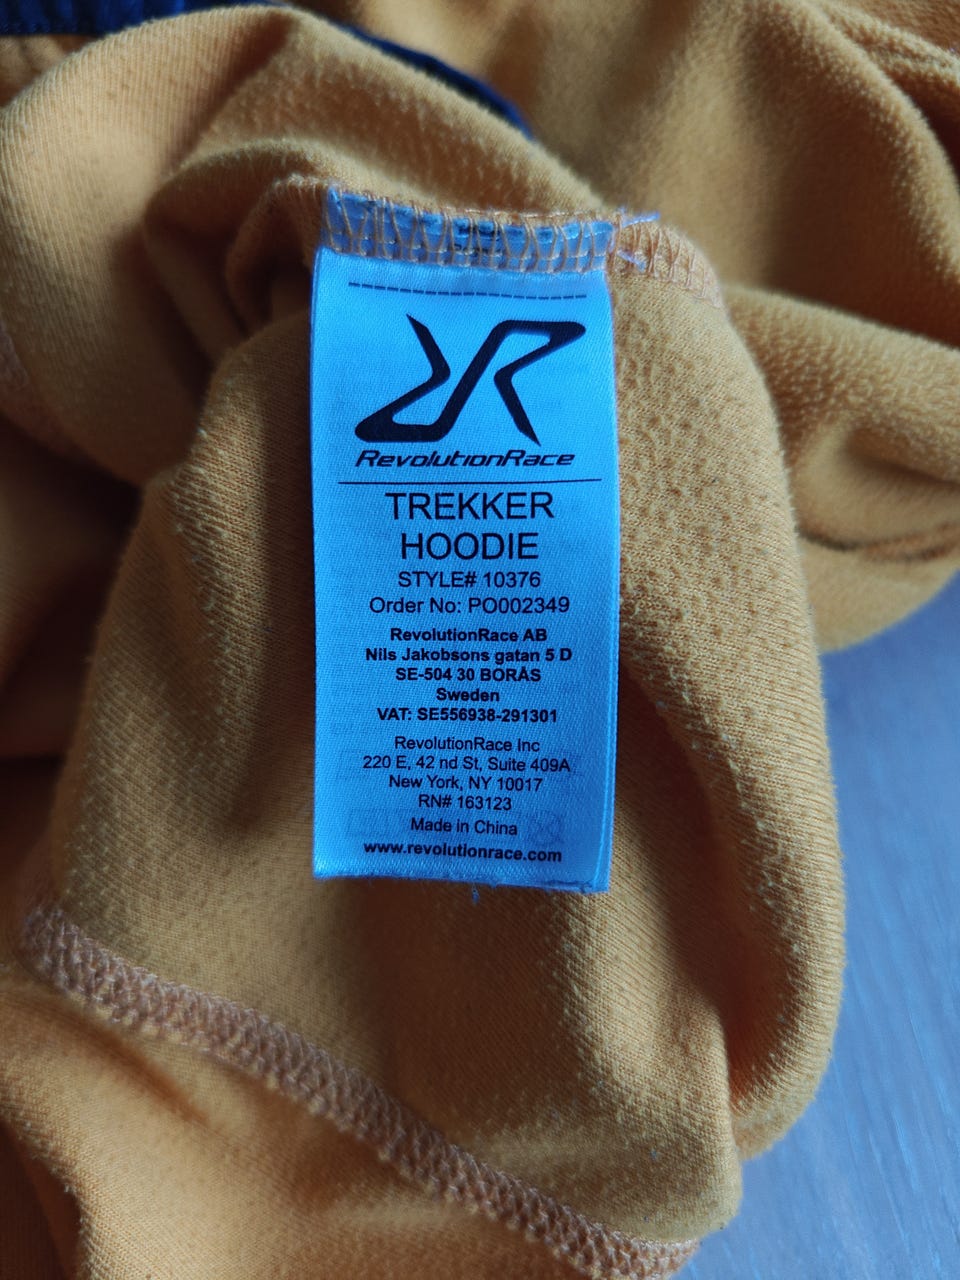 RevolutionRace
TREKKER
HOODIE
STYLE# 10376
Order No: PO002349
RevolutionRace AB
Nils Jakobsons gatan 5 D
SE-504 30 BORÅS
Sweden
VAT: SE556938-291301
RevolutionRace Inc
220 E, 42 nd St, Suite 409A
New York, NY 10017
RN# 163123
Made in China
www.revolutionrace.com